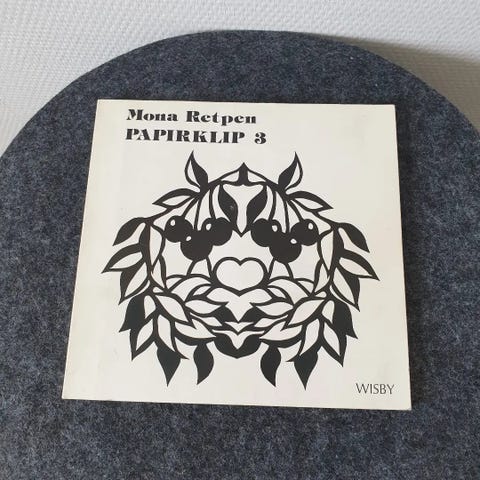 Mona Retpen
PAPIRKLIP 3
WISBY